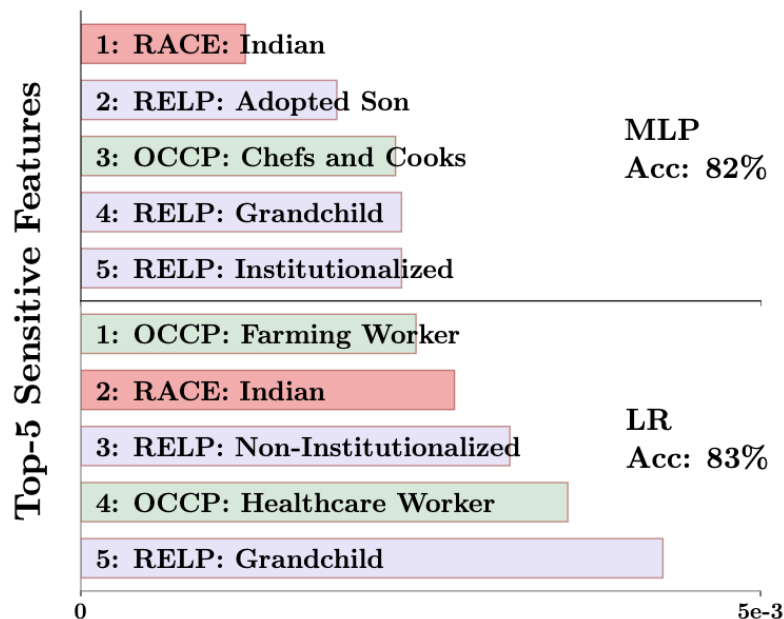 Top-5 Sensitive Features
1: RACE: Indian
2: RELP: Adopted Son
3: OCCP: Chefs and Cooks
4: RELP: Grandchild
5: RELP: Institutionalized
MLP
Acc: 82%
1: OCCP: Farming Worker
2: RACE: Indian
3: RELP: Non-Institutionalized
4: OCCP: Healthcare Worker
5: RELP: Grandchild
LR
Acc: 83%
0
5e-3